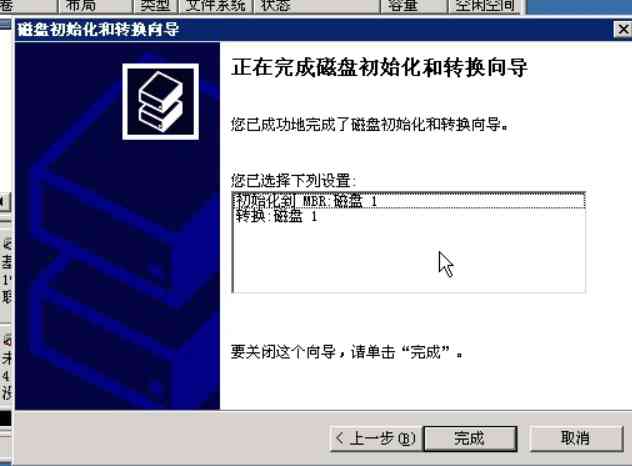 卷 布局 类型 文件系统 状态 容量 空闲空间
磁盘初始化和转换向导
正在完成磁盘初始化和转换向导
您已成功地完成了磁盘初始化和转换向导。
您已选择下列设置:
初始化到 MBR:磁盘 1
转换:磁盘 1
要关闭这个向导,请单击“完成”。
< 上一步(B) 完成 取消